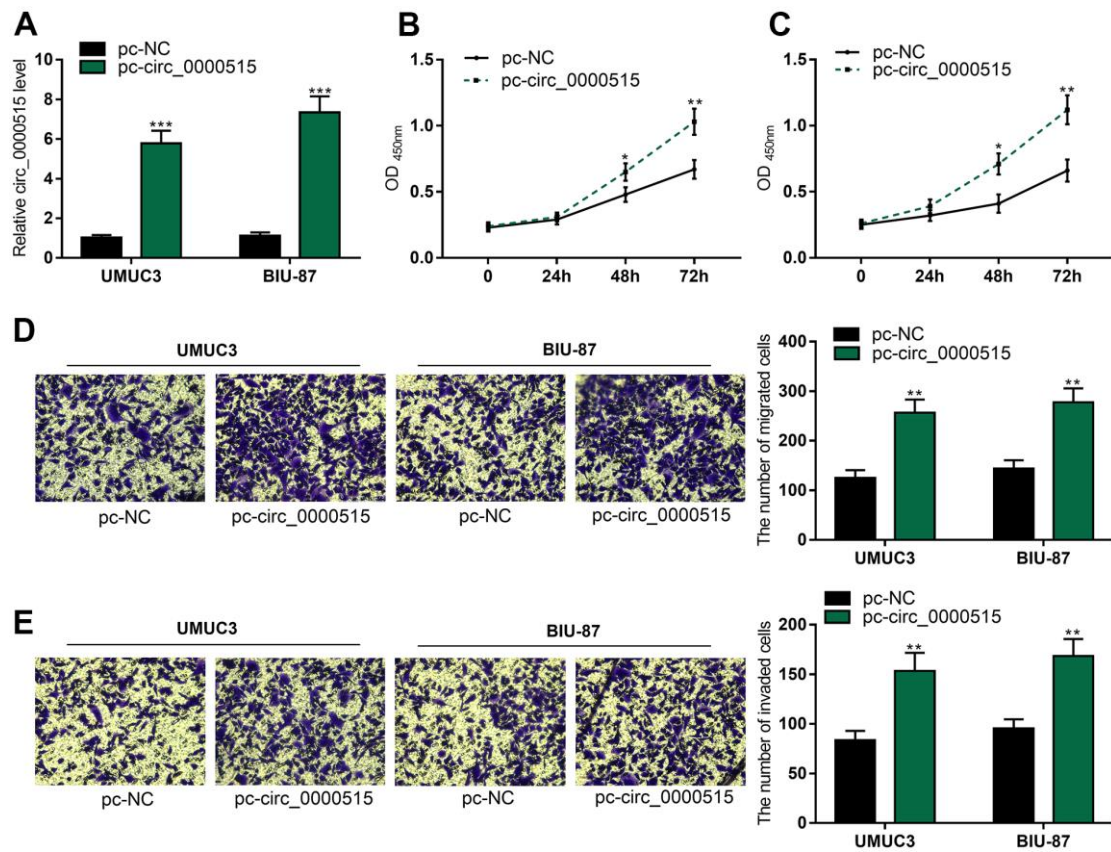 A
pc-NC
pc-circ_0000515
Relative circ_0000515 level
10
8
6
4
2
0
***
***
UMUC3
BIU-87
B
pc-NC
pc-circ_0000515
OD 450nm
1.5
1.0
0.5
0.0
*
**
0
24h
48h
72h
C
pc-NC
pc-circ_0000515
OD 450nm
1.5
1.0
0.5
0.0
*
**
0
24h
48h
72h
D
UMUC3
BIU-87
pc-NC
pc-circ_0000515
pc-NC
pc-circ_0000515
pc-NC
pc-circ_0000515
The number of migrated cells
400
300
200
100
0
**
**
UMUC3
BIU-87
E
UMUC3
BIU-87
pc-NC
pc-circ_0000515
pc-NC
pc-circ_0000515
pc-NC
pc-circ_0000515
The number of invaded cells
200
150
100
50
0
**
**
UMUC3
BIU-87